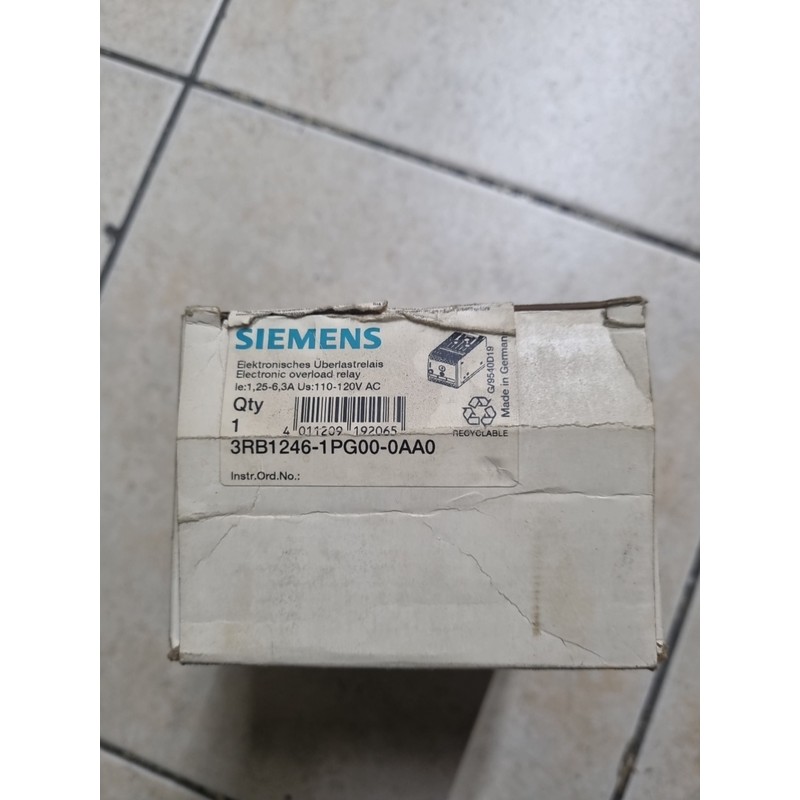 SIEMENS
Elektronisches Überlastrelais
Electronic overload relay
Ie:1,25-6,3A Us:110-120V AC
Qty
1
4 011209 192065
3RB1246-1PG00-0AA0
Instr.Ord.No.:
G/9540D19
Made in Germany
RECYCLABLE